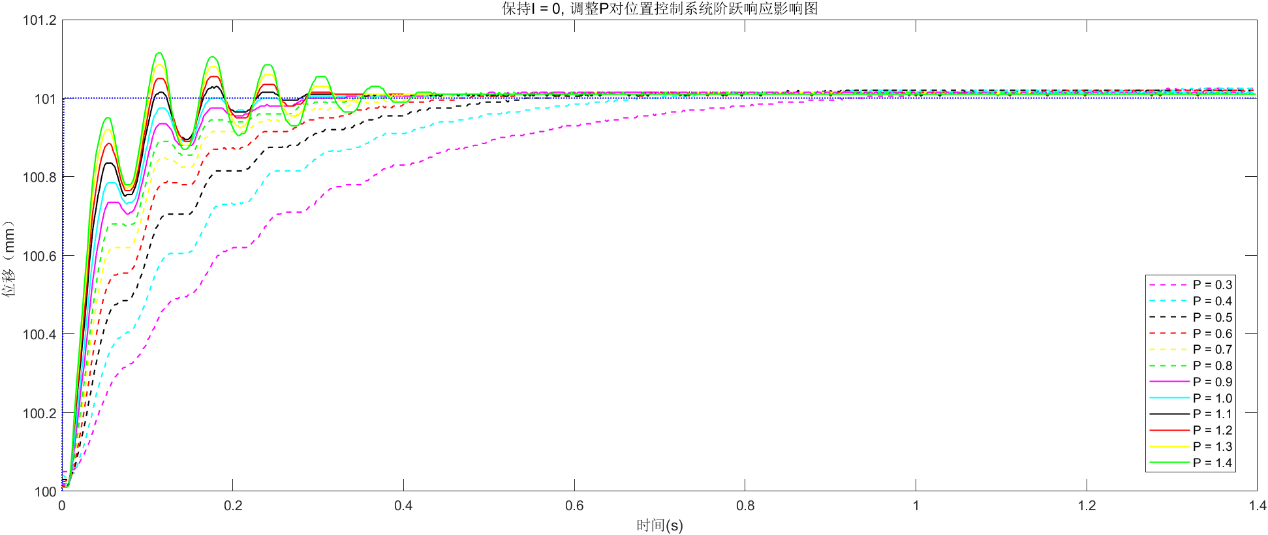 保持I = 0, 调整P对位置控制系统阶跃响应影响图
101.2
101
100.8
100.6
100.4
100.2
100
位移（mm）
0
0.2
0.4
0.6
0.8
1
1.2
1.4
时间(s)
P = 0.3
P = 0.4
P = 0.5
P = 0.6
P = 0.7
P = 0.8
P = 0.9
P = 1.0
P = 1.1
P = 1.2
P = 1.3
P = 1.4